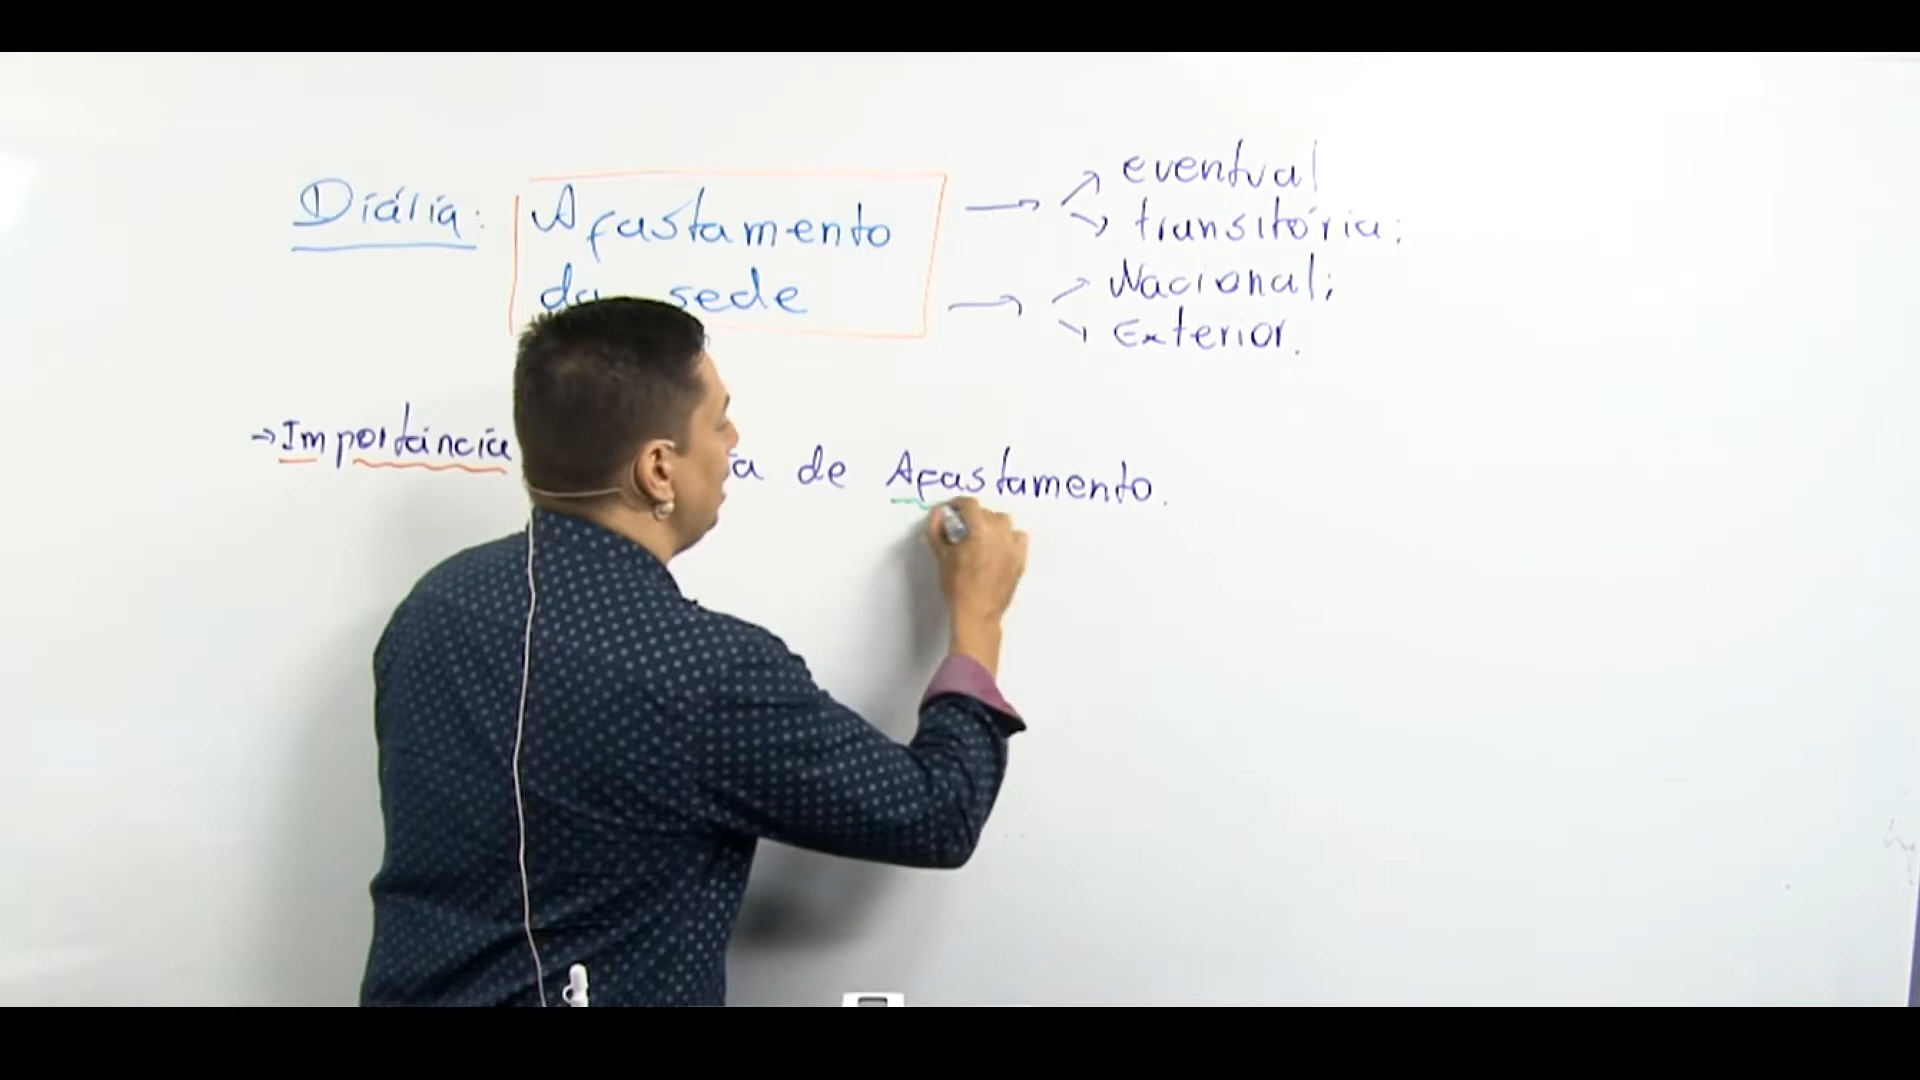 Diária: Afastamento
da sede
eventual
transitória;
Nacional;
Exterior.
→Importância
de Afastamento.